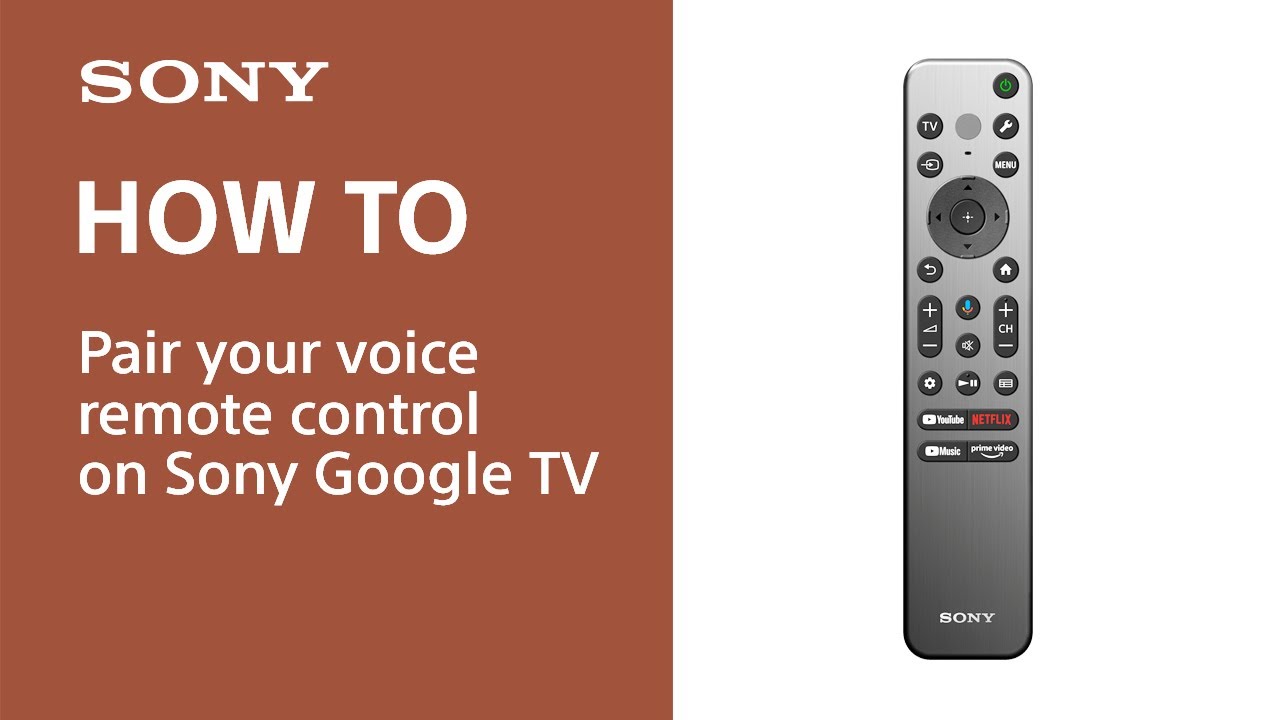 SONY
HOW TO
Pair your voice
remote control
on Sony Google TV
TV
MENU
CH
YouTube NETFLIX
Music prime video
SONY